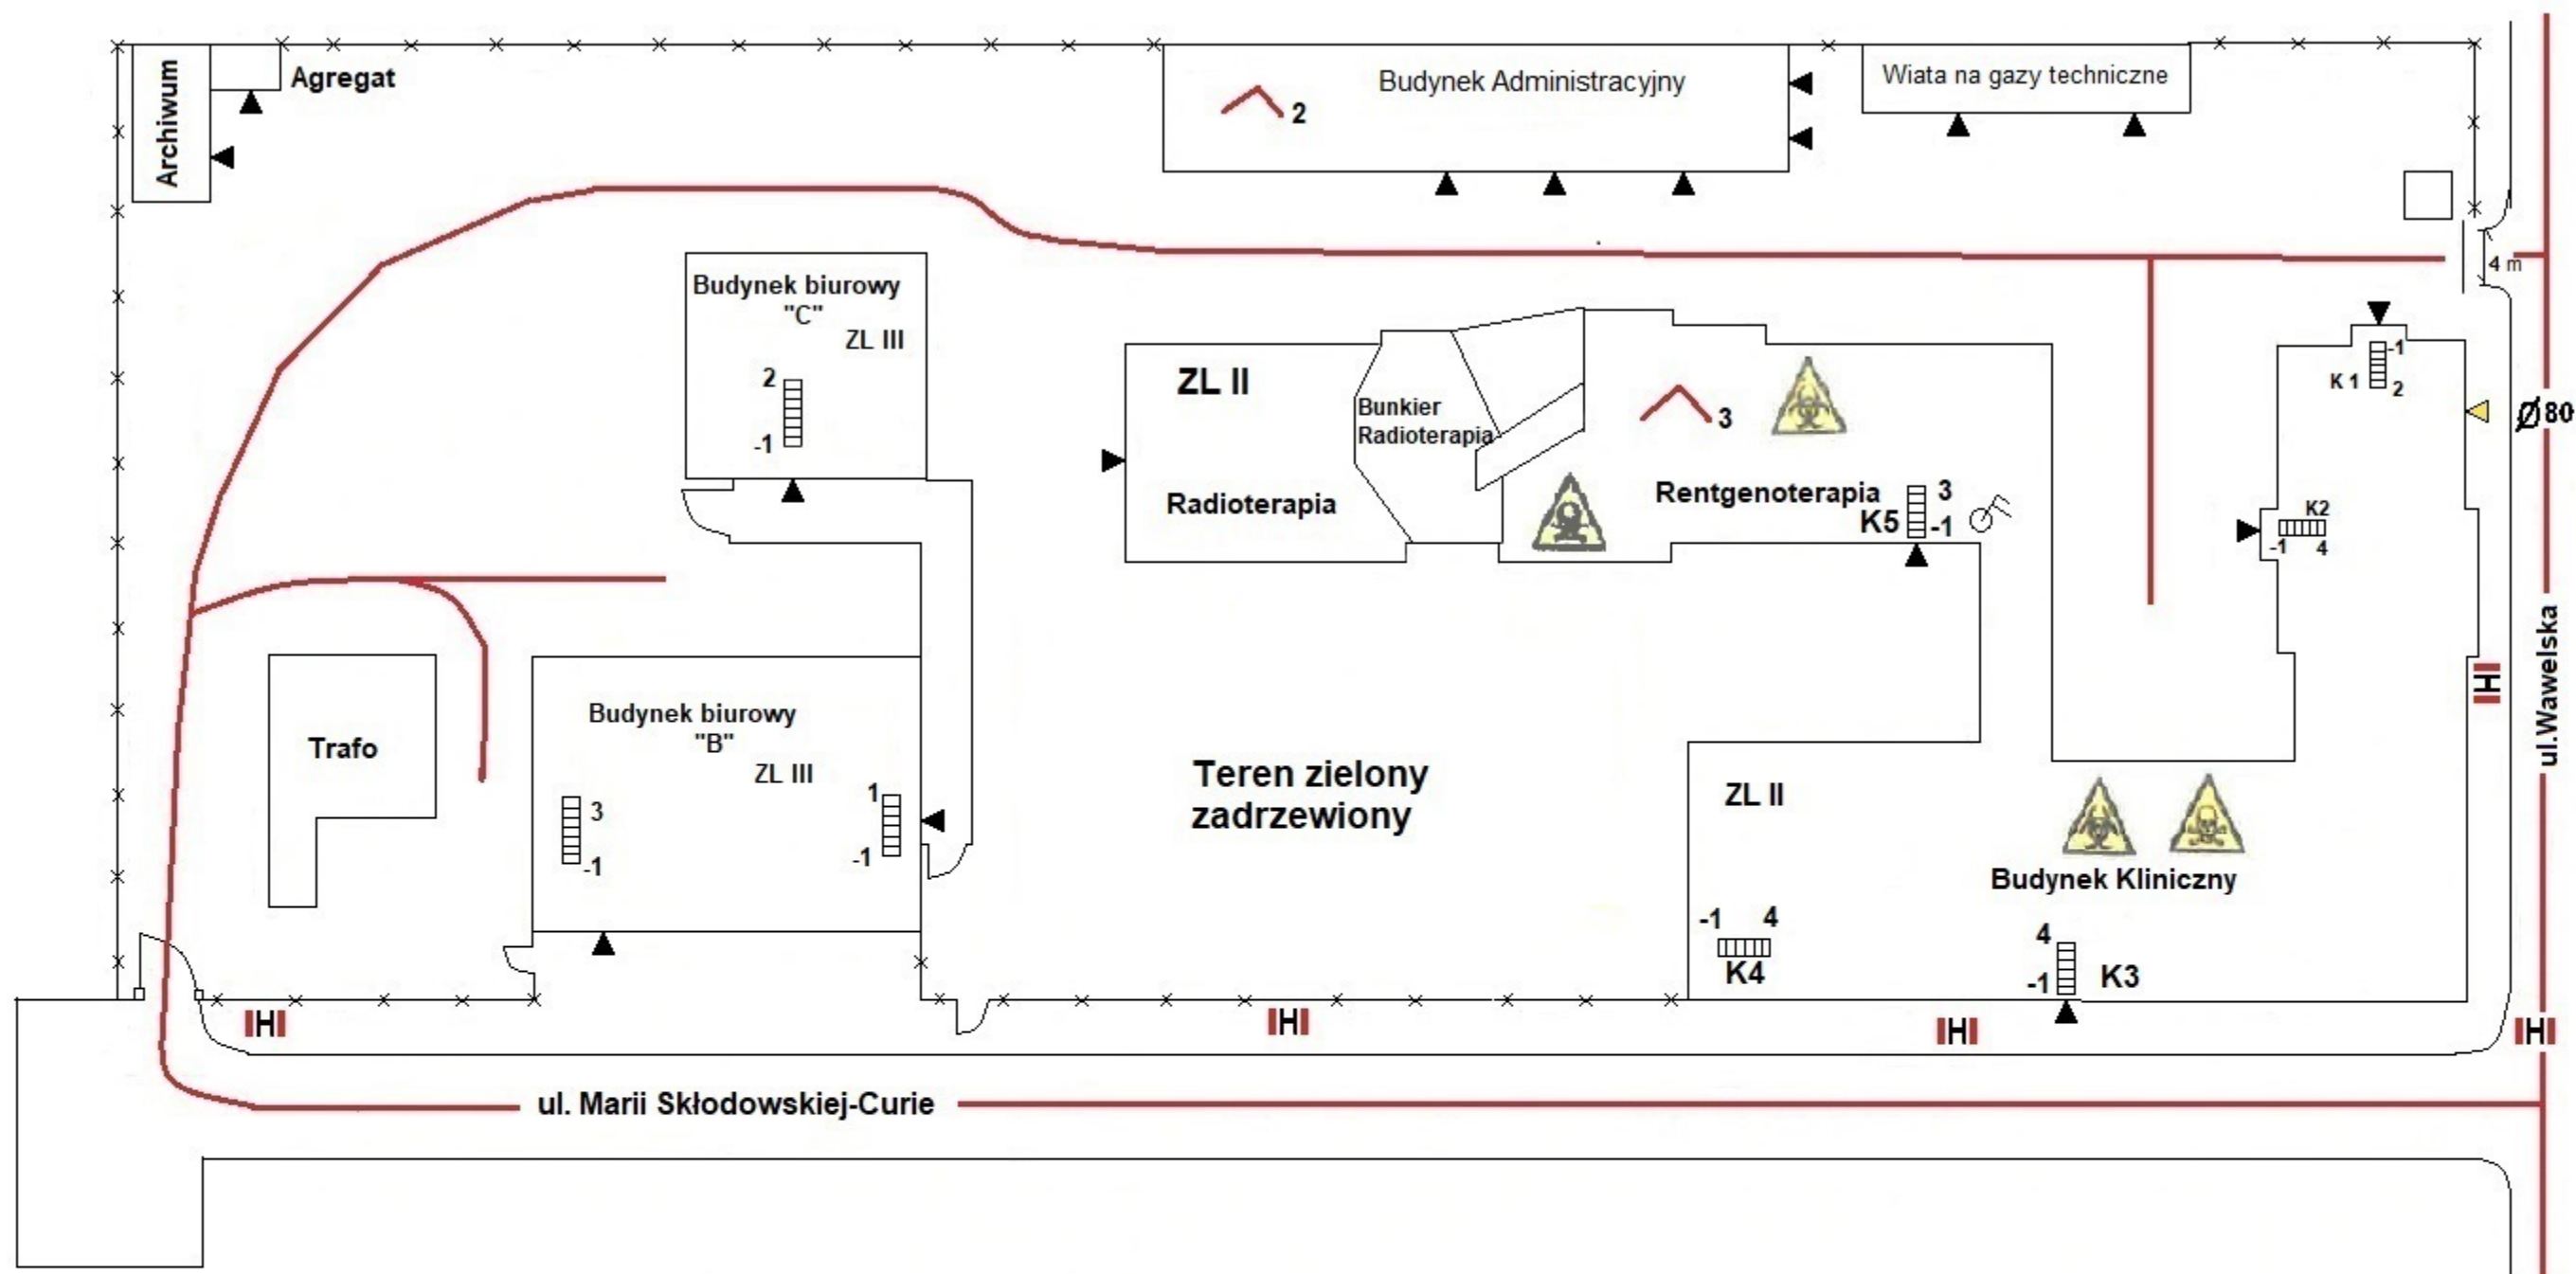 Archiwum
Agregat
Budynek Administracyjny
2
Wiata na gazy techniczne
4 m
Budynek biurowy
"C"
ZL III
2
-1
ZL II
Bunkier
Radioterapia
Radioterapia
3
Rentgenoterapia
K5
3
-1
-1
K 1
2
Ø80
K2
-1
4
ul.Wawelska
H
Trafo
Budynek biurowy
"B"
ZL III
3
-1
1
-1
Teren zielony
zadrzewiony
ZL II
Budynek Kliniczny
-1
4
K4
4
-1
K3
H
H
H
H
ul. Marii Skłodowskiej-Curie